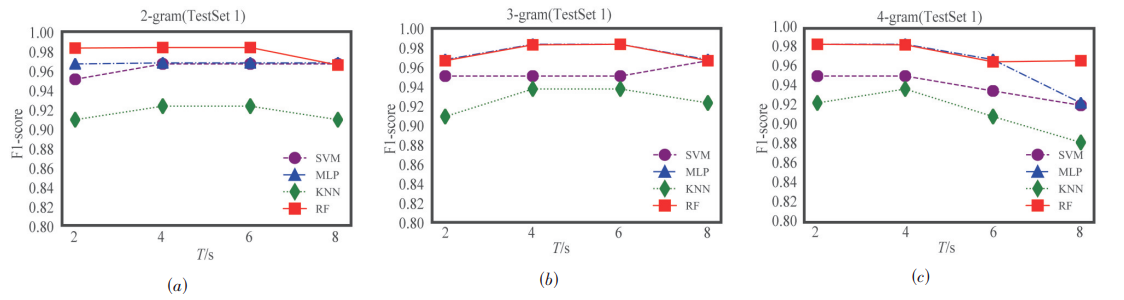 2-gram(TestSet 1)
1.00
0.98
0.96
0.94
0.92
0.90
0.88
0.86
0.84
0.82
0.80
F1-score
SVM
MLP
KNN
RF
2 4 6 8
T/s
(a)
3-gram(TestSet 1)
1.00
0.98
0.96
0.94
0.92
0.90
0.88
0.86
0.84
0.82
0.80
F1-score
SVM
MLP
KNN
RF
2 4 6 8
T/s
(b)
4-gram(TestSet 1)
1.00
0.98
0.96
0.94
0.92
0.90
0.88
0.86
0.84
0.82
0.80
F1-score
SVM
MLP
KNN
RF
2 4 6 8
T/s
(c)